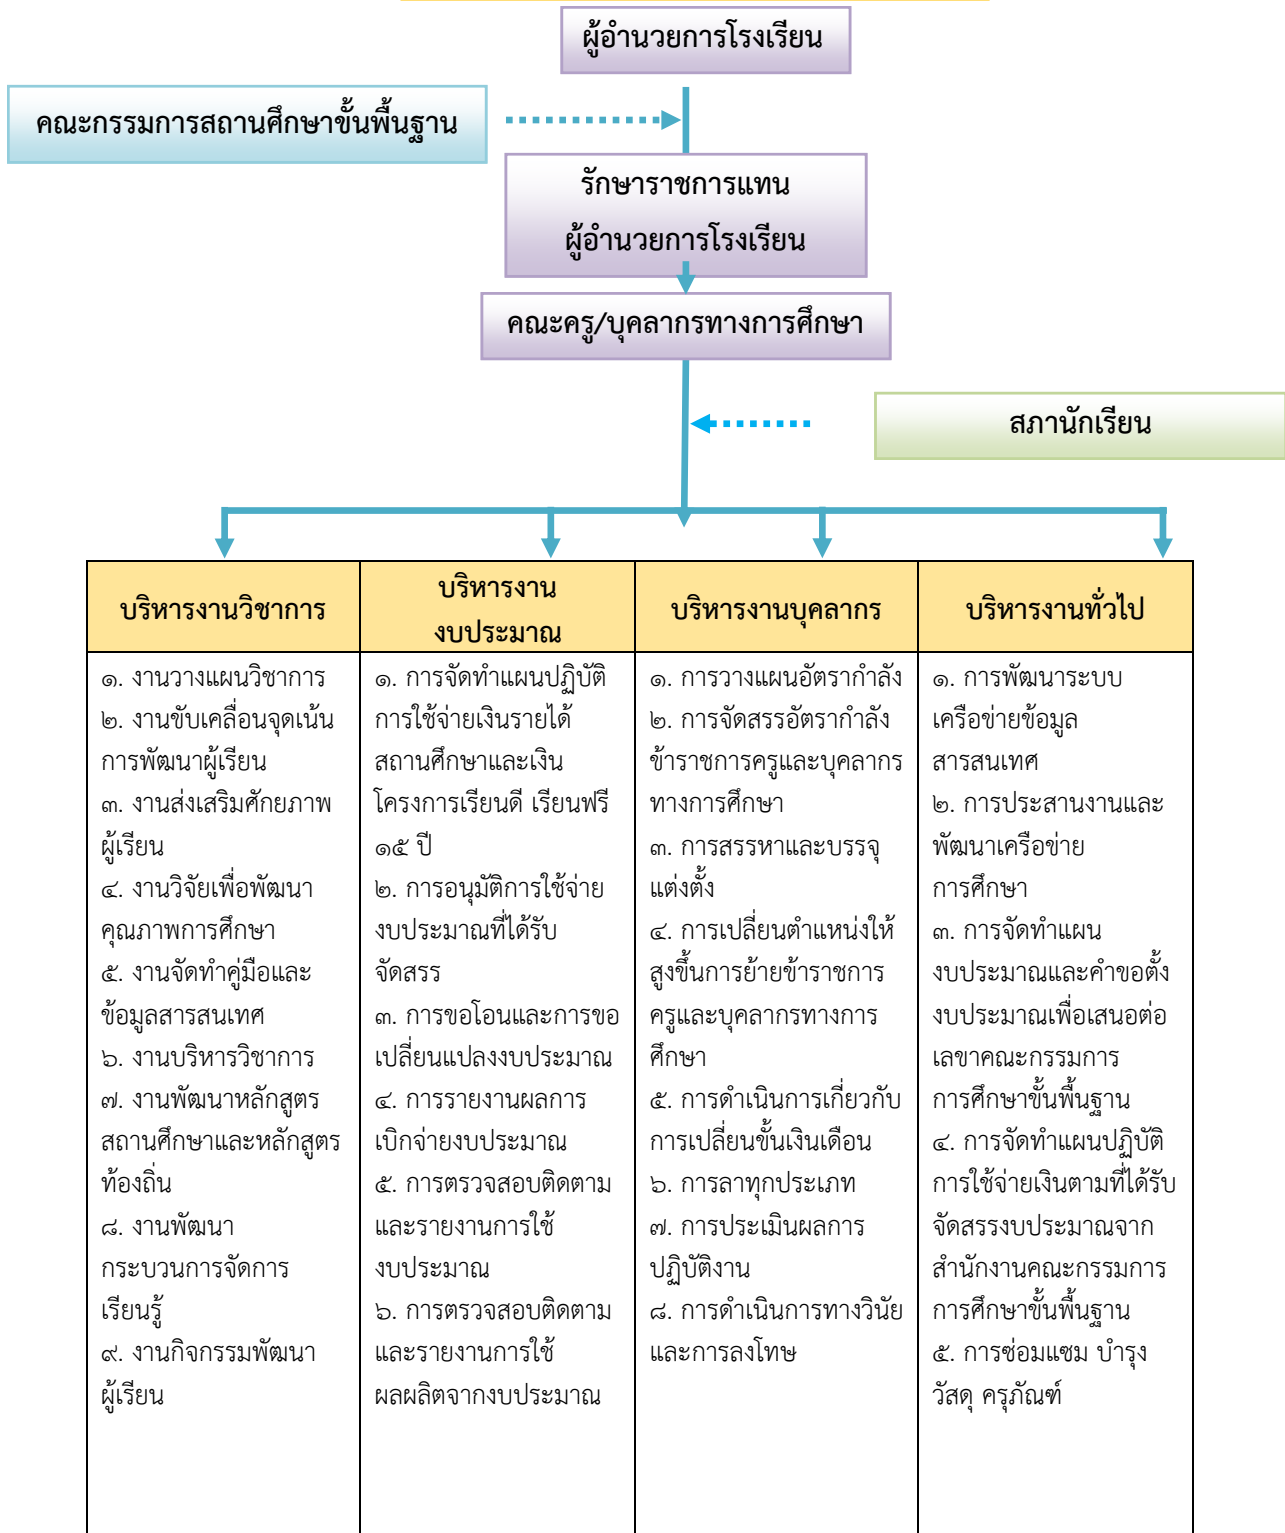 ผู้อำนวยการโรงเรียน
คณะกรรมการสถานศึกษาขั้นพื้นฐาน
รักษาราชการแทน
ผู้อำนวยการโรงเรียน
คณะครู/บุคลากรทางการศึกษา
สภานักเรียน
บริหารงานวิชาการ
๑. งานวางแผนวิชาการ
๒. งานขับเคลื่อนจุดเน้น
การพัฒนาผู้เรียน
๓. งานส่งเสริมศักยภาพ
ผู้เรียน
๔. งานวิจัยเพื่อพัฒนา
คุณภาพการศึกษา
๕. งานจัดทำคู่มือและ
ข้อมูลสารสนเทศ
๖. งานบริหารวิชาการ
๗. งานพัฒนาหลักสูตร
สถานศึกษาและหลักสูตร
ท้องถิ่น
๘. งานพัฒนา
กระบวนการจัดการ
เรียนรู้
๙. งานกิจกรรมพัฒนา
ผู้เรียน
บริหารงาน
งบประมาณ
๑. การจัดทำแผนปฏิบัติ
การใช้จ่ายเงินรายได้
สถานศึกษาและเงิน
โครงการเรียนดี เรียนฟรี
๑๕ ปี
๒. การอนุมัติการใช้จ่าย
งบประมาณที่ได้รับ
จัดสรร
๓. การขอโอนและการขอ
เปลี่ยนแปลงงบประมาณ
๔. การรายงานผลการ
เบิกจ่ายงบประมาณ
๕. การตรวจสอบติดตาม
และรายงานการใช้
งบประมาณ
๖. การตรวจสอบติดตาม
และรายงานการใช้
ผลผลิตจากงบประมาณ
บริหารงานบุคลากร
๑. การวางแผนอัตรากำลัง
๒. การจัดสรรอัตรากำลัง
ข้าราชการครูและบุคลากร
ทางการศึกษา
๓. การสรรหาและบรรจุ
แต่งตั้ง
๔. การเปลี่ยนตำแหน่งให้
สูงขึ้นการย้ายข้าราชการ
ครูและบุคลากรทางการ
ศึกษา
๕. การดำเนินการเกี่ยวกับ
การเปลี่ยนขั้นเงินเดือน
๖. การลาทุกประเภท
๗. การประเมินผลการ
ปฏิบัติงาน
๘. การดำเนินการทางวินัย
และการลงโทษ
บริหารงานทั่วไป
๑. การพัฒนาระบบ
เครือข่ายข้อมูล
สารสนเทศ
๒. การประสานงานและ
พัฒนาเครือข่าย
การศึกษา
๓. การจัดทำแผน
งบประมาณและคำขอตั้ง
งบประมาณเพื่อเสนอต่อ
เลขาคณะกรรมการ
การศึกษาขั้นพื้นฐาน
๔. การจัดทำแผนปฏิบัติ
การใช้จ่ายเงินตามที่ได้รับ
จัดสรรงบประมาณจาก
สำนักงานคณะกรรมการ
การศึกษาขั้นพื้นฐาน
๕. การซ่อมแซม บำรุง
วัสดุ ครุภัณฑ์